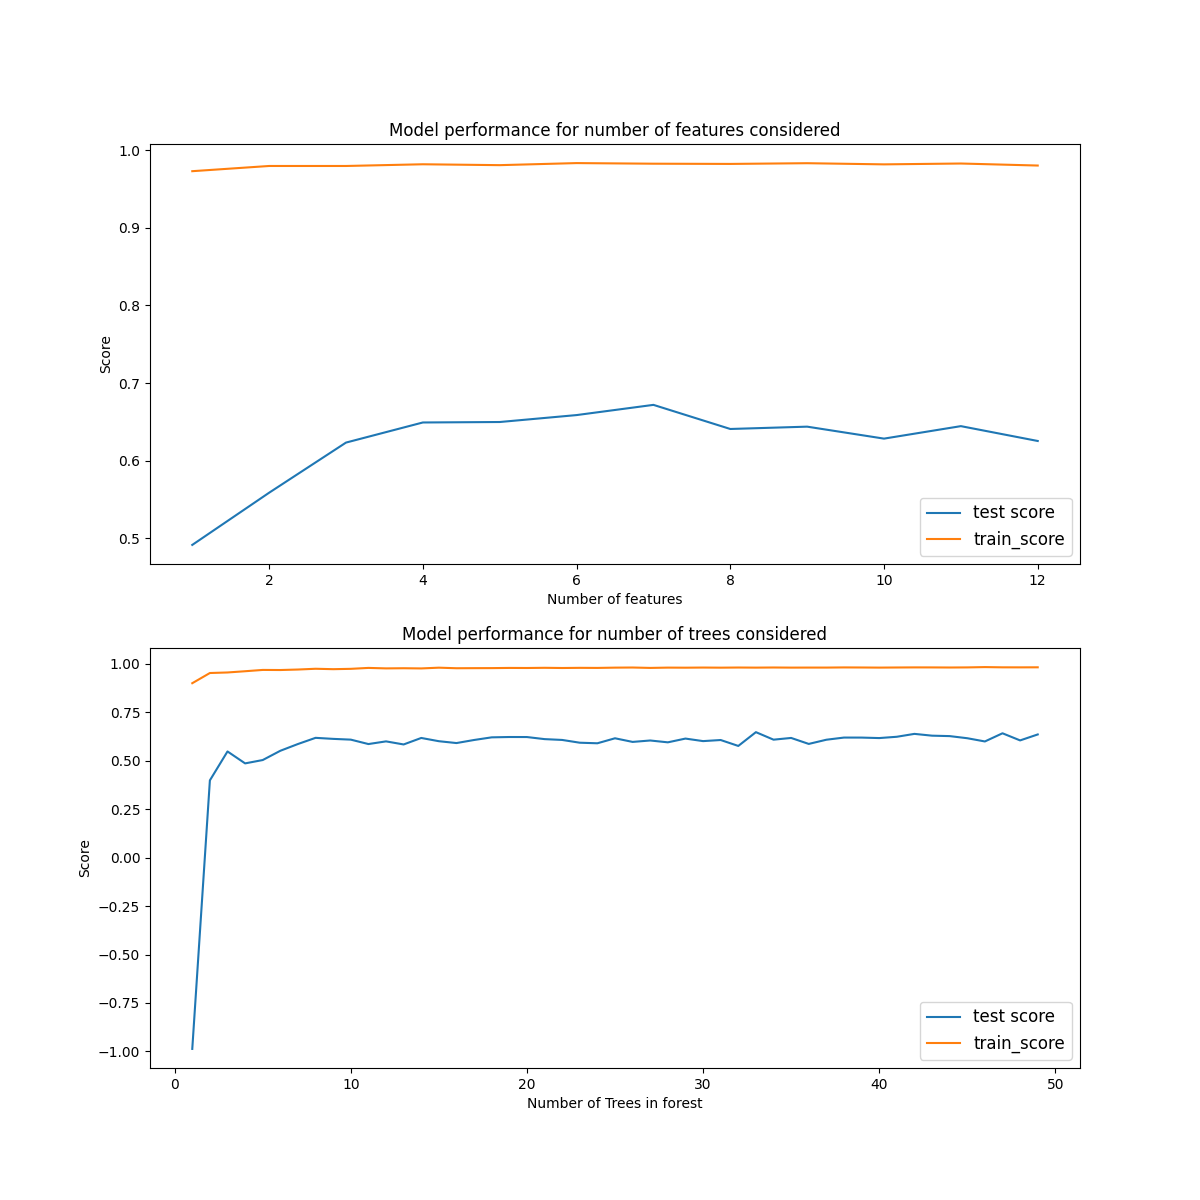 Model performance for number of features considered
1.0
0.9
0.8
0.7
0.6
0.5
Score
test score
train_score
2 4 6 8 10 12
Number of features
Model performance for number of trees considered
1.00
0.75
0.50
0.25
0.00
−0.25
−0.50
−0.75
−1.00
Score
test score
train_score
0 10 20 30 40 50
Number of Trees in forest